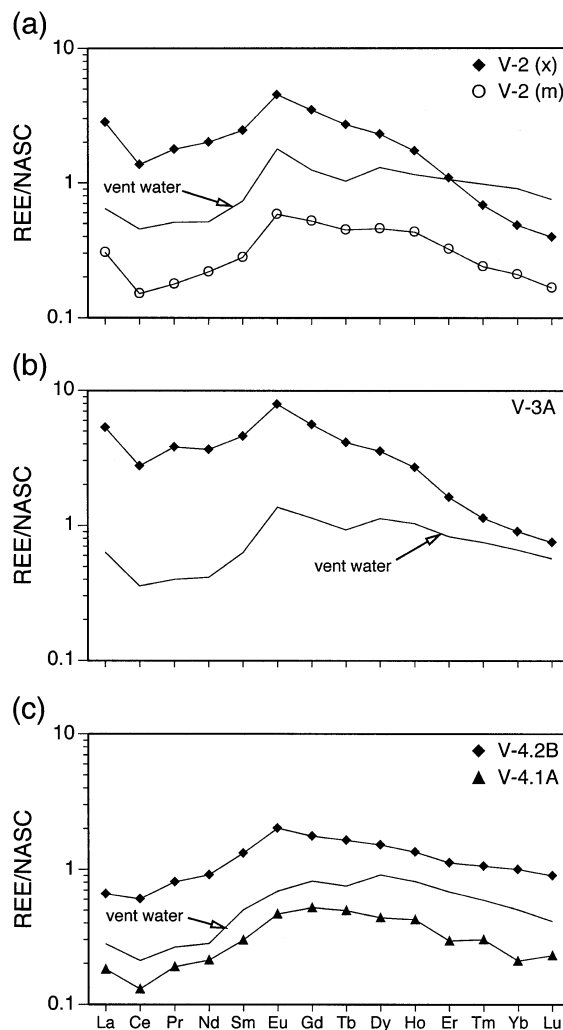 (a)
10
1
0.1
REE/NASC
V-2 (x)
V-2 (m)
vent water
(b)
10
1
0.1
REE/NASC
V-3A
vent water
(c)
10
1
0.1
REE/NASC
V-4.2B
V-4.1A
vent water
La Ce Pr Nd Sm Eu Gd Tb Dy Ho Er Tm Yb Lu